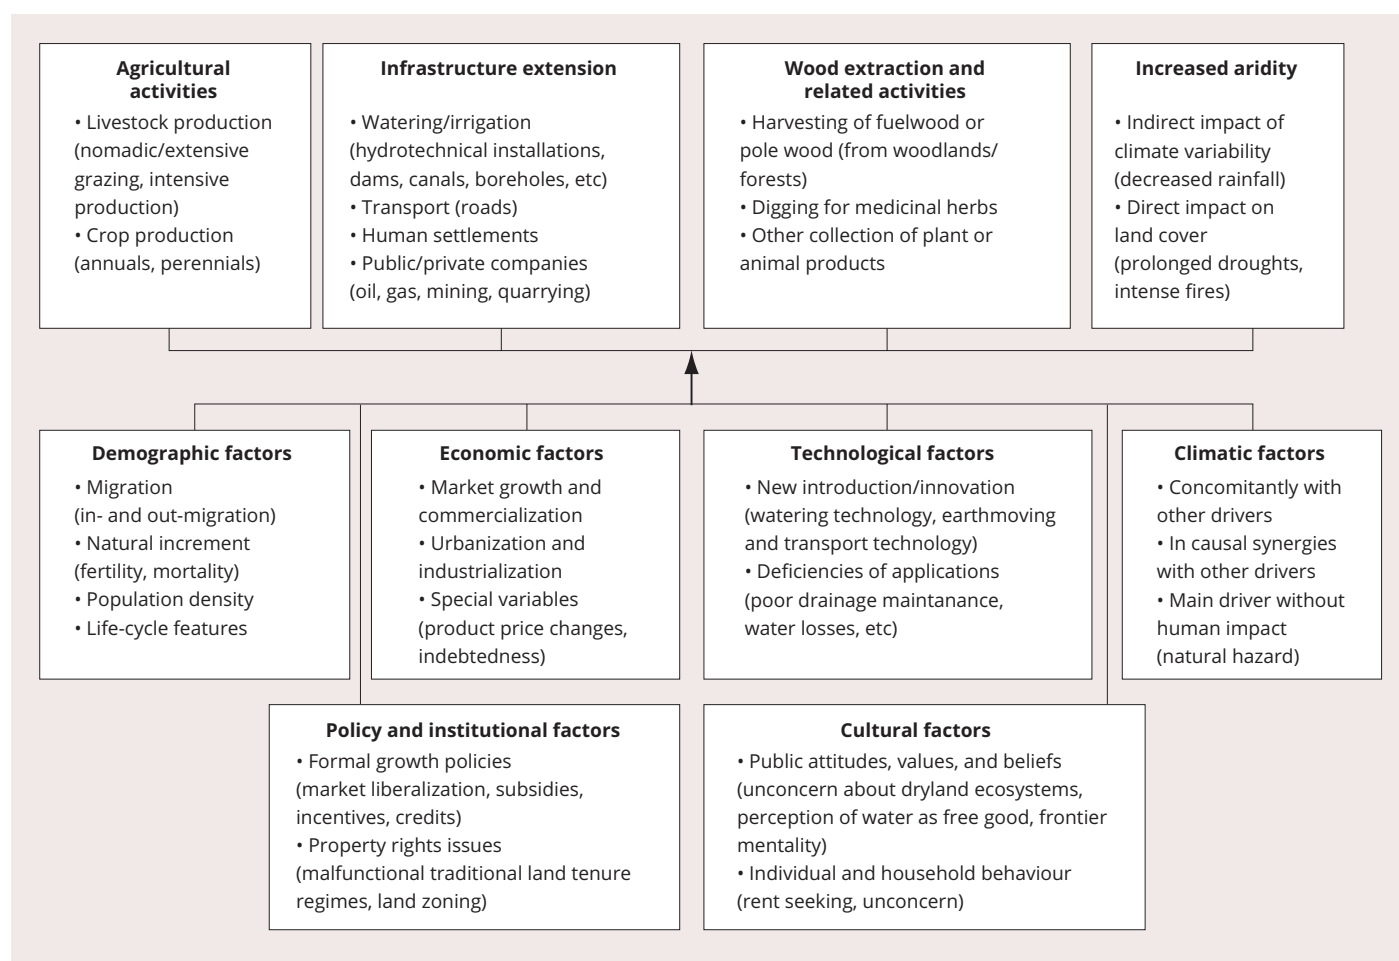 Agricultural
activities
• Livestock production
(nomadic/extensive
grazing, intensive
production)
• Crop production
(annuals, perennials)
Infrastructure extension
• Watering/irrigation
(hydrotechnical installations,
dams, canals, boreholes, etc)
• Transport (roads)
• Human settlements
• Public/private companies
(oil, gas, mining, quarrying)
Wood extraction and
related activities
• Harvesting of fuelwood or
pole wood (from woodlands/
forests)
• Digging for medicinal herbs
• Other collection of plant or
animal products
Increased aridity
• Indirect impact of
climate variability
(decreased rainfall)
• Direct impact on
land cover
(prolonged droughts,
intense fires)
Demographic factors
• Migration
(in- and out-migration)
• Natural increment
(fertility, mortality)
• Population density
• Life-cycle features
Economic factors
• Market growth and
commercialization
• Urbanization and
industrialization
• Special variables
(product price changes,
indebtedness)
Technological factors
• New introduction/innovation
(watering technology, earthmoving
and transport technology)
• Deficiencies of applications
(poor drainage maintanance,
water losses, etc)
Climatic factors
• Concomitantly with
other drivers
• In causal synergies
with other drivers
• Main driver without
human impact
(natural hazard)
Policy and institutional factors
• Formal growth policies
(market liberalization, subsidies,
incentives, credits)
• Property rights issues
(malfunctional traditional land tenure
regimes, land zoning)
Cultural factors
• Public attitudes, values, and beliefs
(unconcern about dryland ecosystems,
perception of water as free good, frontier
mentality)
• Individual and household behaviour
(rent seeking, unconcern)